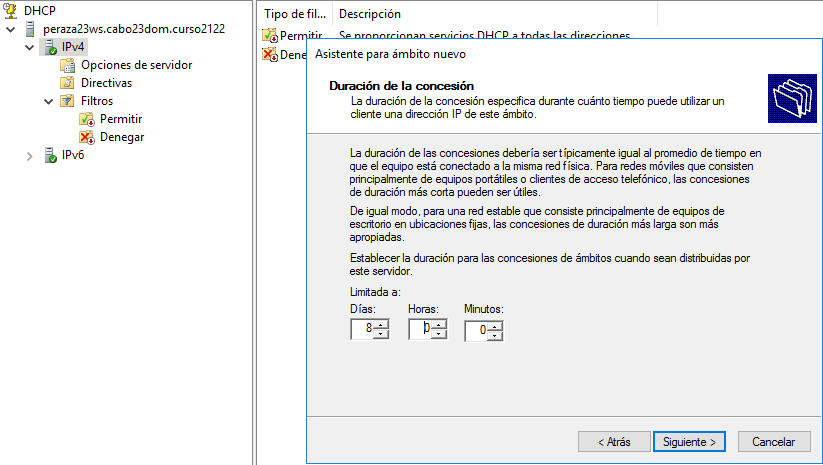 DHCP
peraza23ws.cabo23dom.curso2122
IPv4
Opciones de servidor
Directivas
Filtros
Permitir
Denegar
IPv6
Tipo de fil... Descripción
Permitir Se proporcionan servicios DHCP a todas las direcciones
Dene
Asistente para ámbito nuevo
Duración de la concesión
La duración de la concesión especifica durante cuánto tiempo puede utilizar un
cliente una dirección IP de este ámbito.
La duración de las concesiones debería ser típicamente igual al promedio de tiempo en
que el equipo está conectado a la misma red física. Para redes móviles que consisten
principalmente de equipos portátiles o clientes de acceso telefónico, las concesiones
de duración más corta pueden ser útiles.
De igual modo, para una red estable que consiste principalmente de equipos de
escritorio en ubicaciones fijas, las concesiones de duración más larga son más
apropiadas.
Establecer la duración para las concesiones de ámbitos cuando sean distribuidas por
este servidor.
Limitada a:
Días: Horas: Minutos:
8 0 0
< Atrás Siguiente > Cancelar